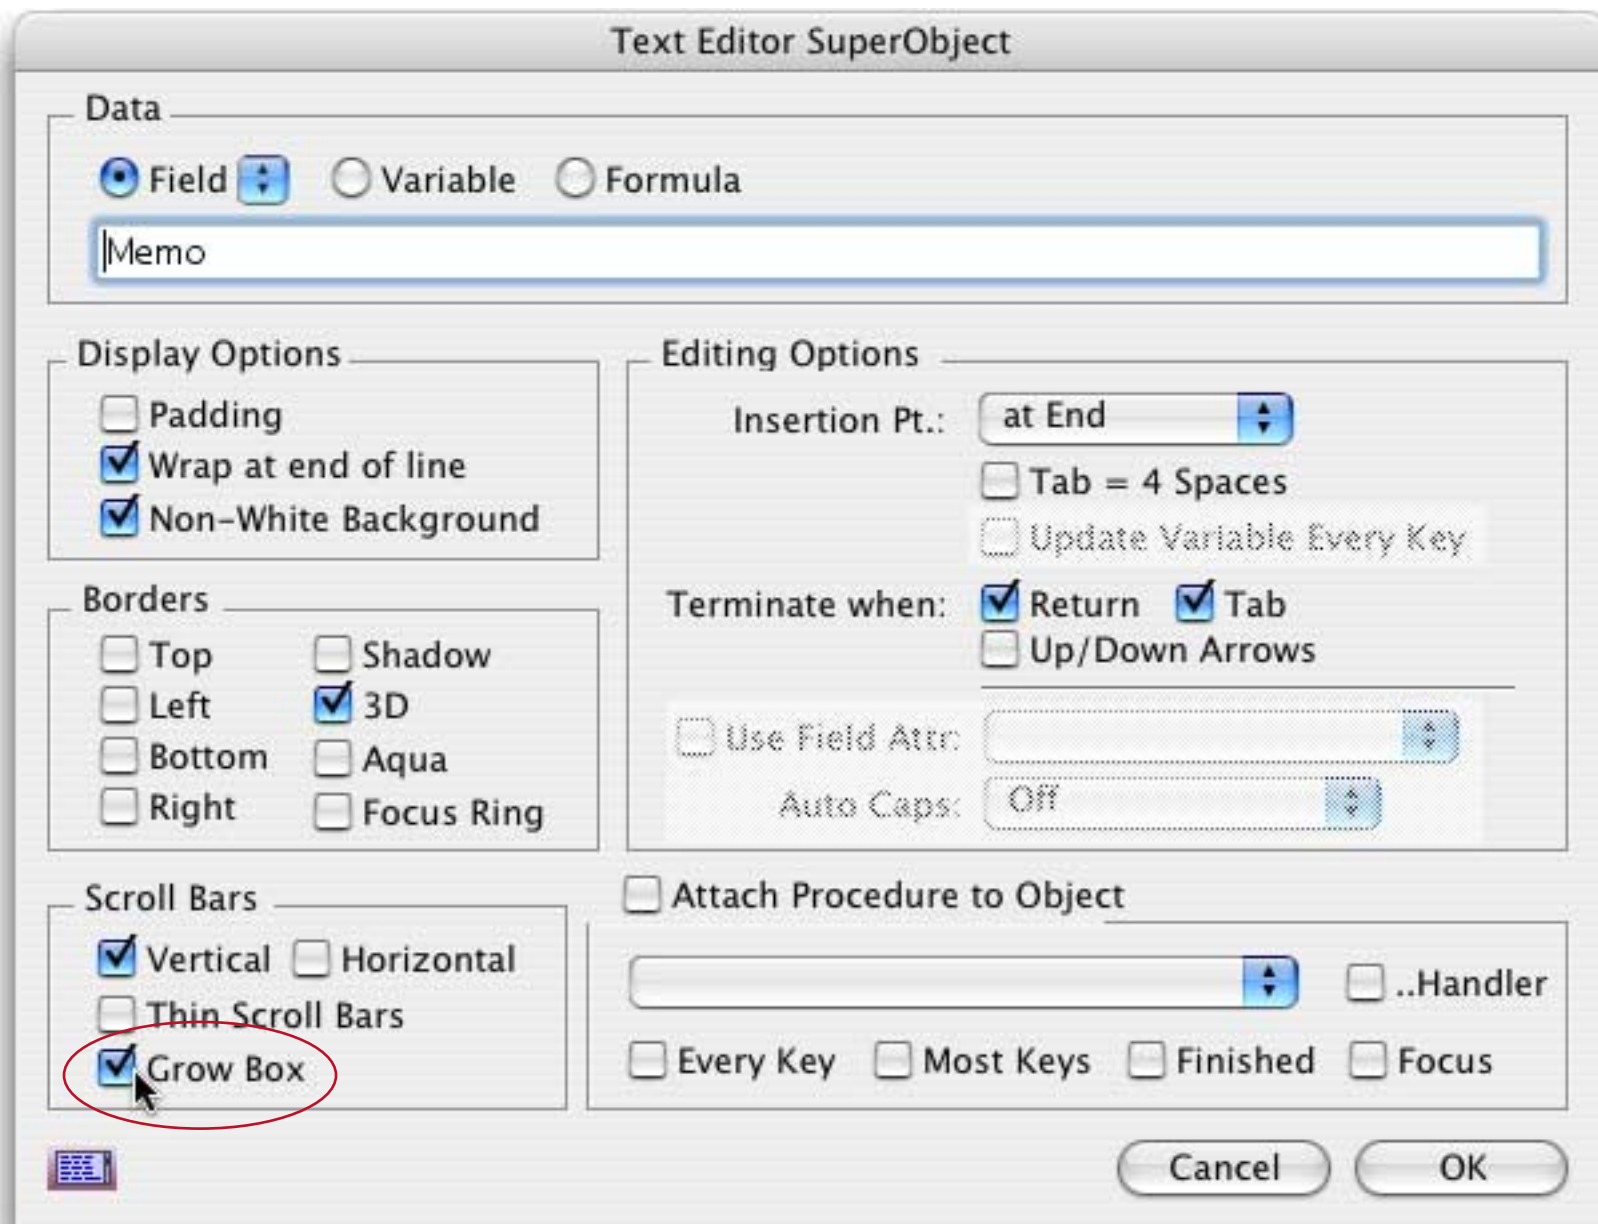 Text Editor SuperObject
Data
Field Variable Formula
Memo
Display Options
Padding
Wrap at end of line
Non-White Background
Borders
Top Shadow
Left 3D
Bottom Aqua
Right Focus Ring
Scroll Bars
Vertical Horizontal
Thin Scroll Bars
Grow Box
Editing Options
Insertion Pt.: at End
Tab = 4 Spaces
Update Variable Every Key
Terminate when: Return Tab
Up/Down Arrows
Use Field Attr:
Auto Caps: Off
Attach Procedure to Object
..Handler
Every Key Most Keys Finished Focus
Cancel OK